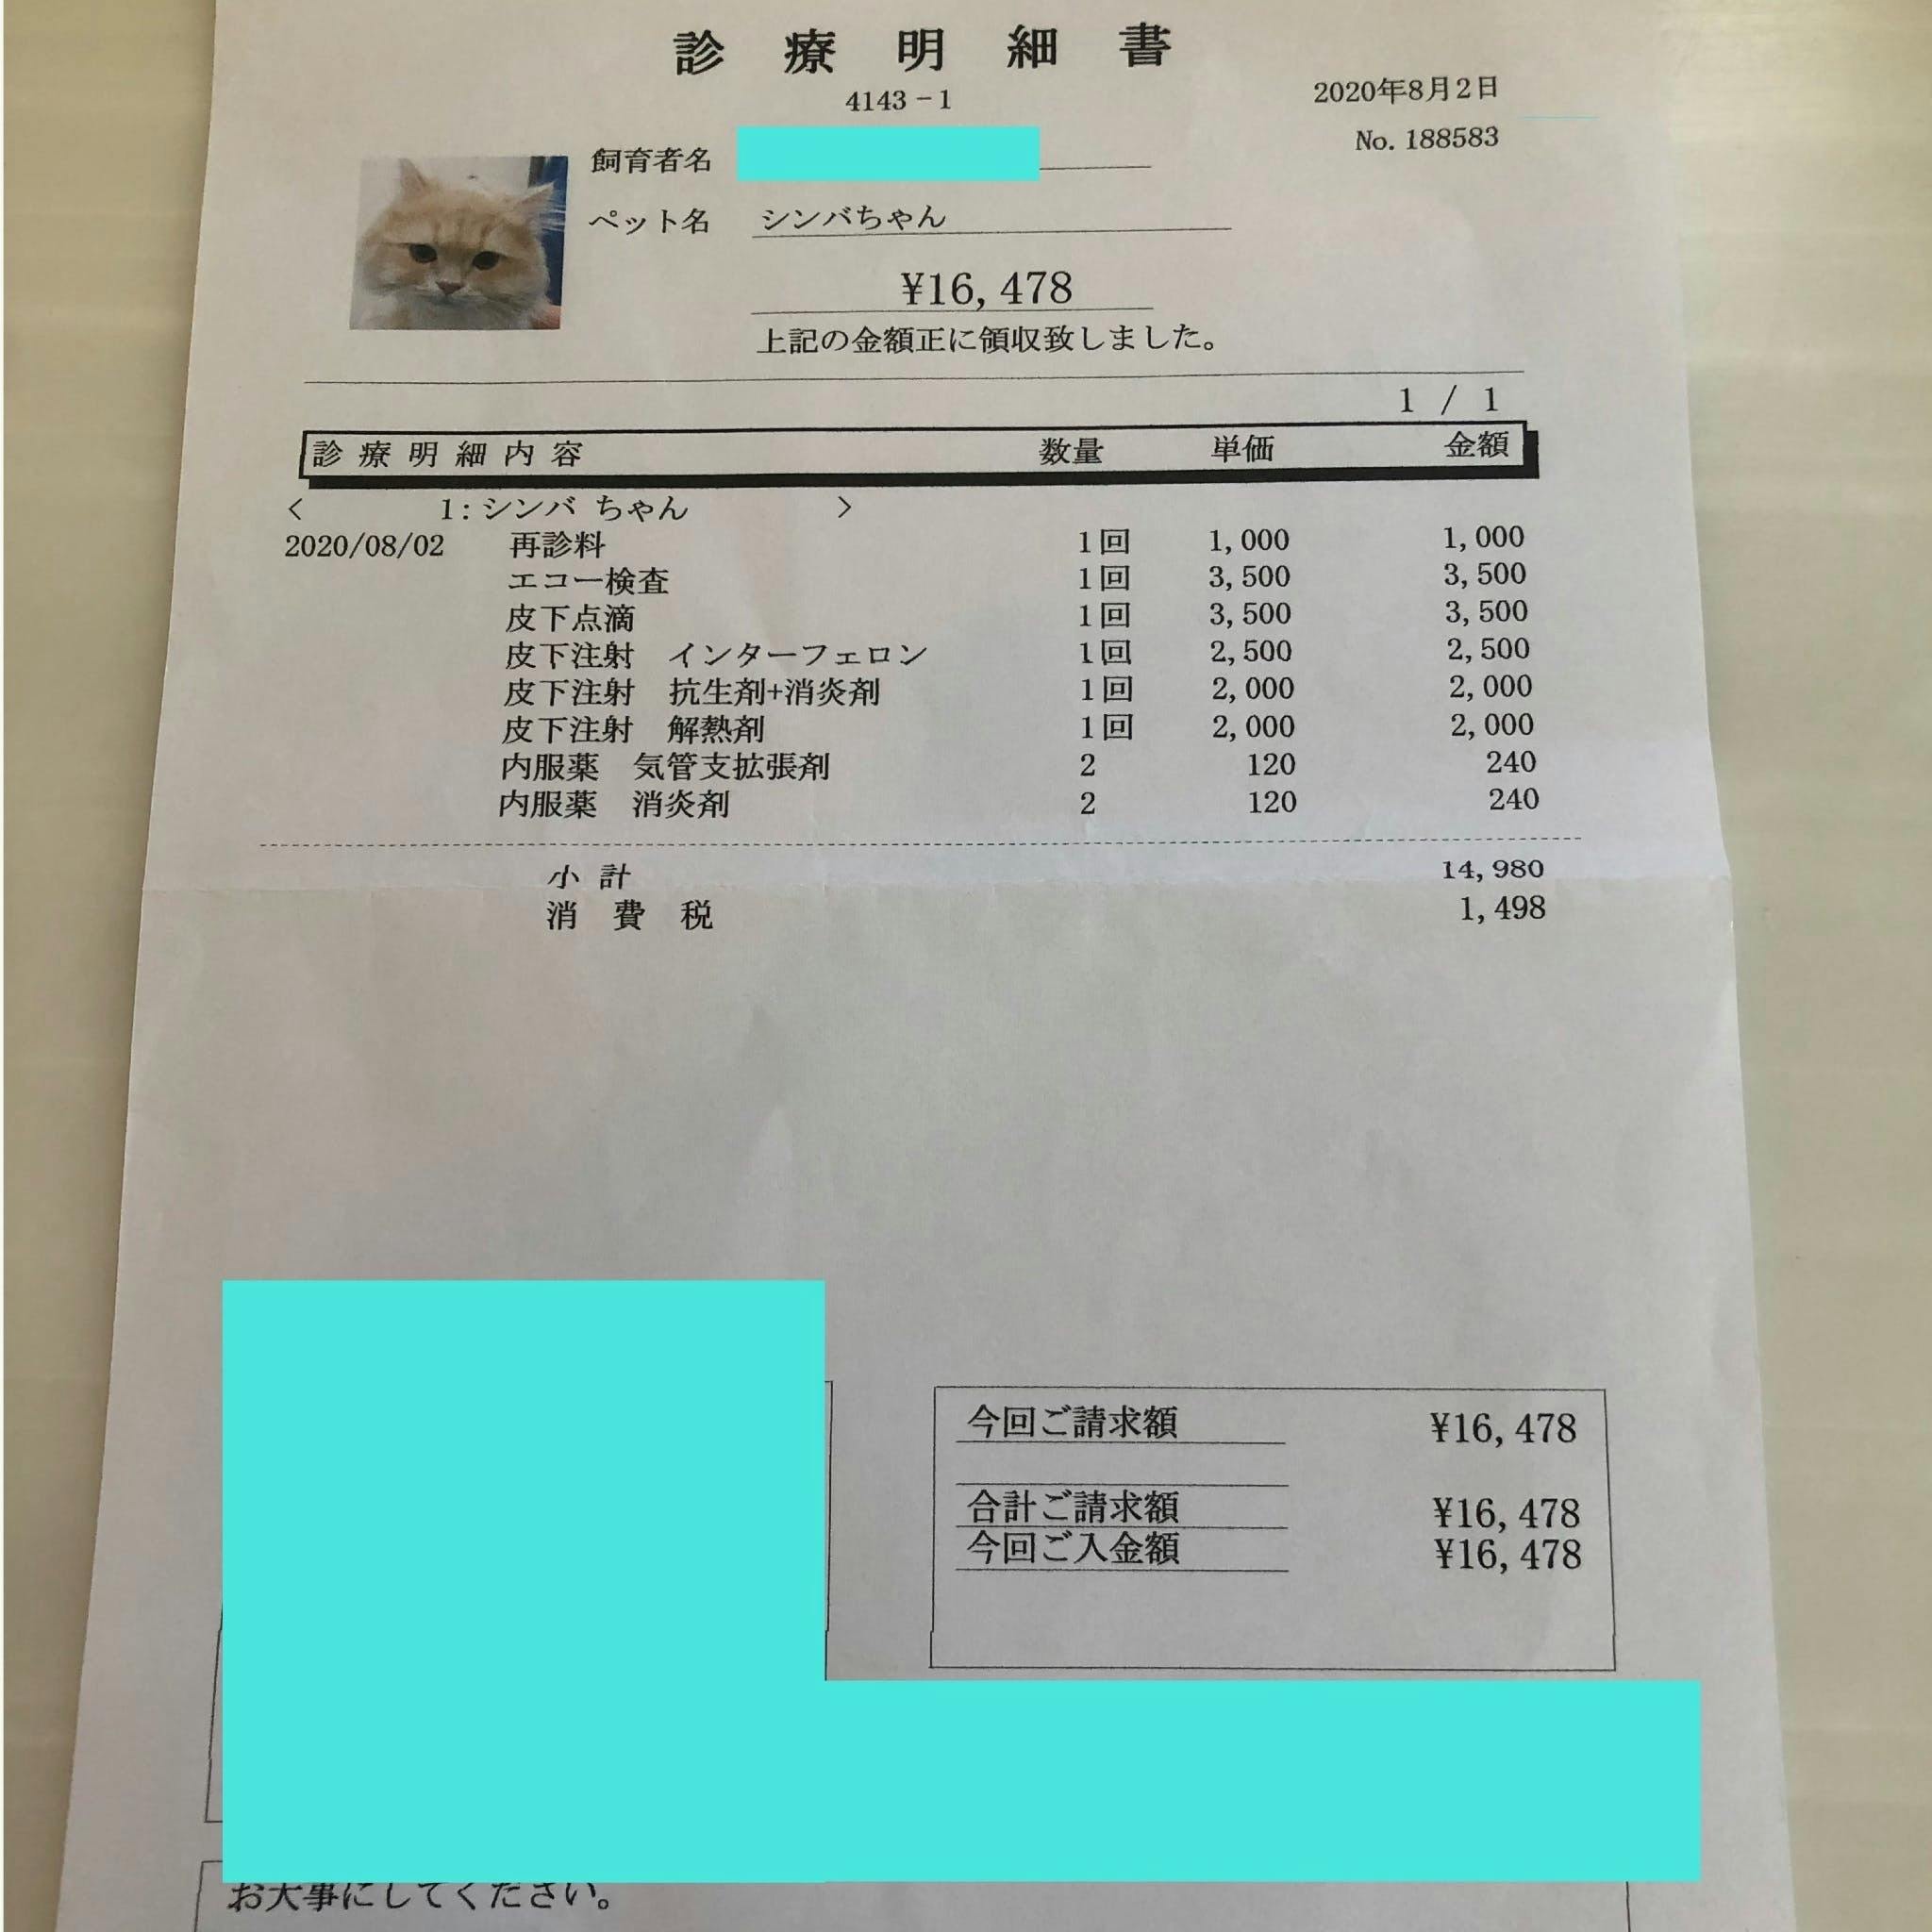 診療明細書
4143-1
2020年8月2日
No. 188583
飼育者名
ペット名 シンバちゃん
¥16,478
上記の金額正に領収致しました。
1 / 1
診療明細内容 数量 単価 金額
< 1:シンバ ちゃん >
2020/08/02 再診料 1回 1,000 1,000
エコー検査 1回 3,500 3,500
皮下点滴 1回 3,500 3,500
皮下注射 インターフェロン 1回 2,500 2,500
皮下注射 抗生剤+消炎剤 1回 2,000 2,000
皮下注射 解熱剤 1回 2,000 2,000
内服薬 気管支拡張剤 2 120 240
内服薬 消炎剤 2 120 240
小計 14,980
消費税 1,498
今回ご請求額 ¥16,478
合計ご請求額 ¥16,478
今回ご入金額 ¥16,478
お大事にしてください。